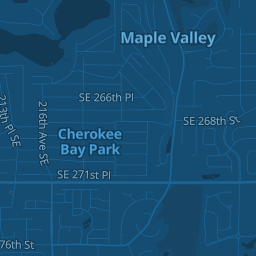 Maple Valley
SE 266th Pl
213th Pl SE
216th Ave SE
SE 268th St
Cherokee
Bay Park
SE 271st Pl
76th St